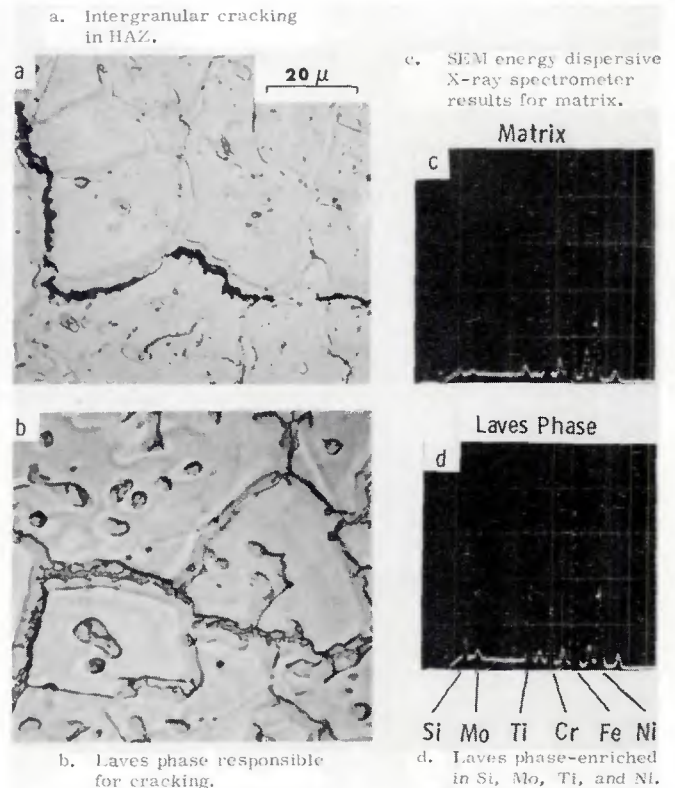 a. Intergranular cracking
in HAZ.
a
20 μ
c. SEM energy dispersive
X-ray spectrometer
results for matrix.
Matrix
c
b
Laves Phase
d
Si Mo Ti Cr Fe Ni
b. Laves phase responsible
for cracking.
d. Laves phase-enriched
in Si, Mo, Ti, and Ni.